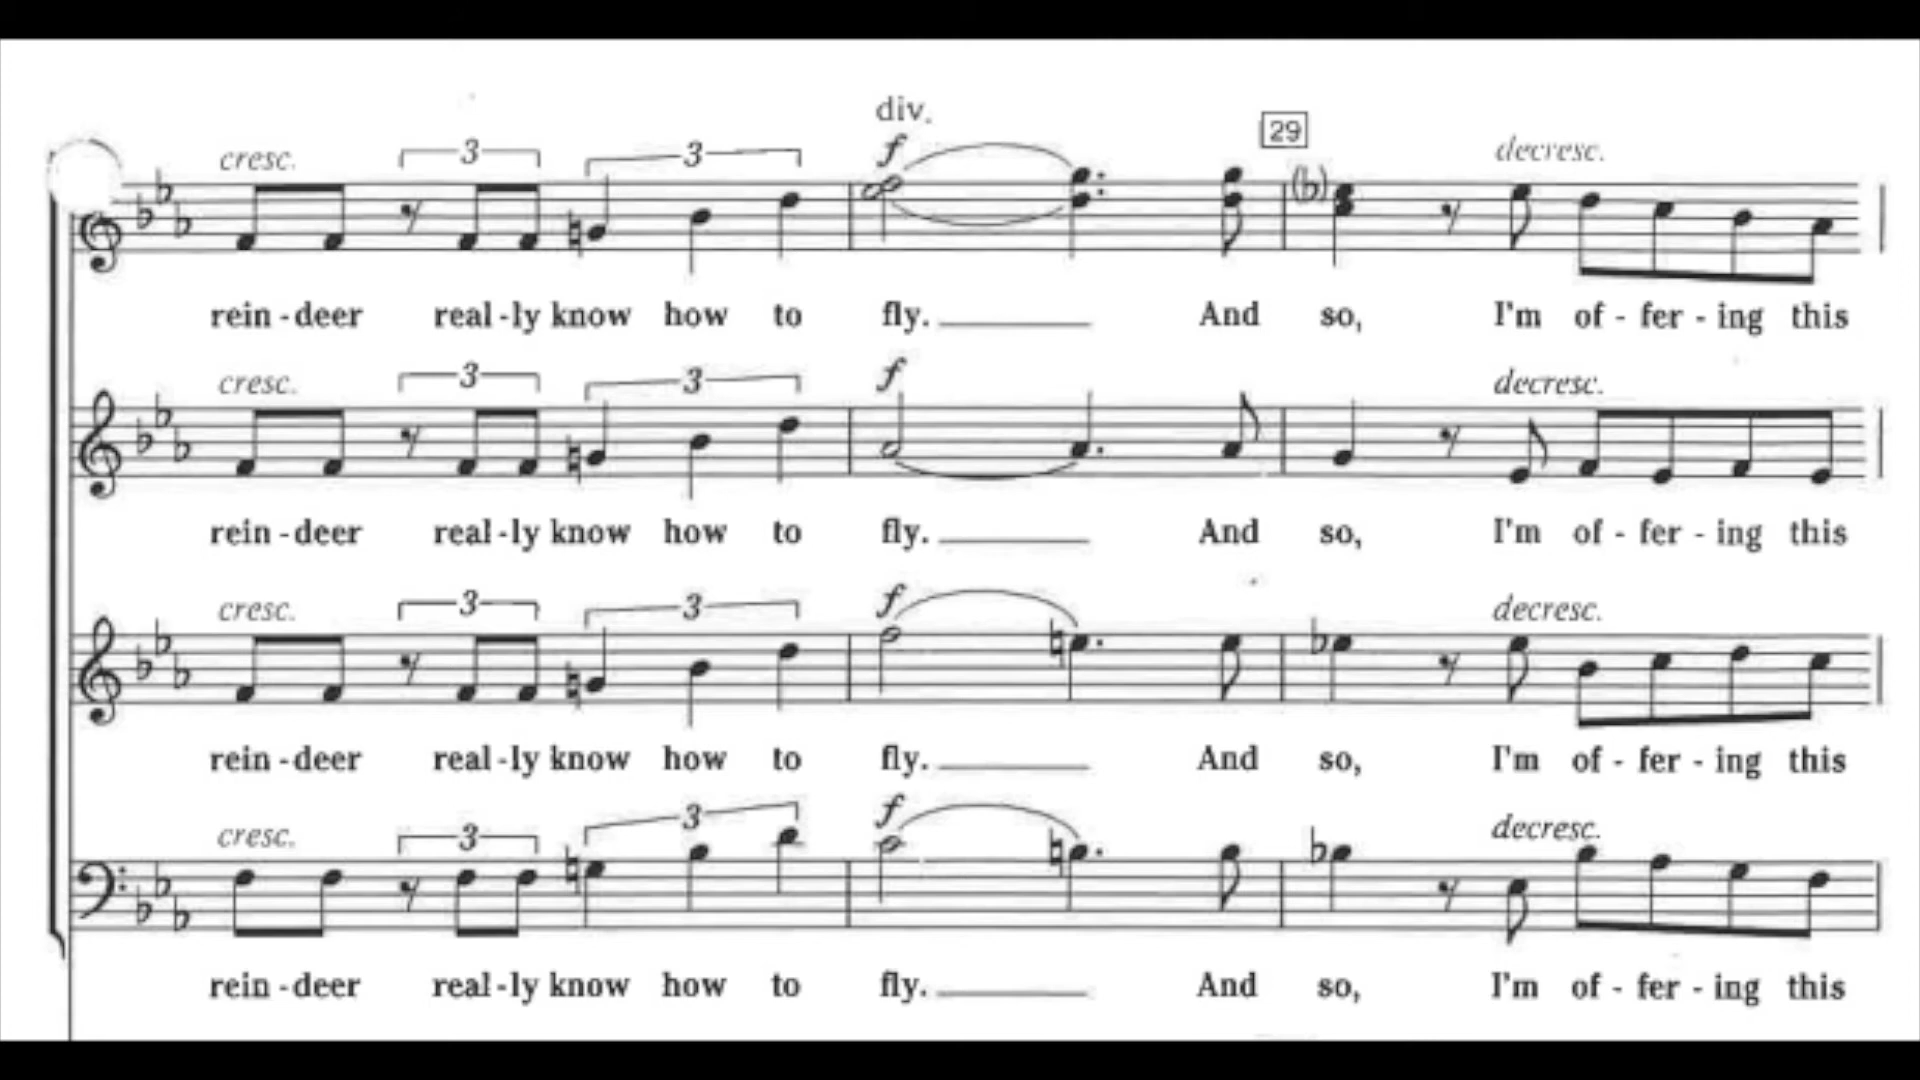 div.
29
cresc. 3 3 f decresc.
rein - deer real - ly know how to fly. And so, I'm of - fer - ing this
cresc. 3 3 f decresc.
rein - deer real - ly know how to fly. And so, I'm of - fer - ing this
cresc. 3 3 f decresc.
rein - deer real - ly know how to fly. And so, I'm of - fer - ing this
cresc. 3 3 f decresc.
rein - deer real - ly know how to fly. And so, I'm of - fer - ing this